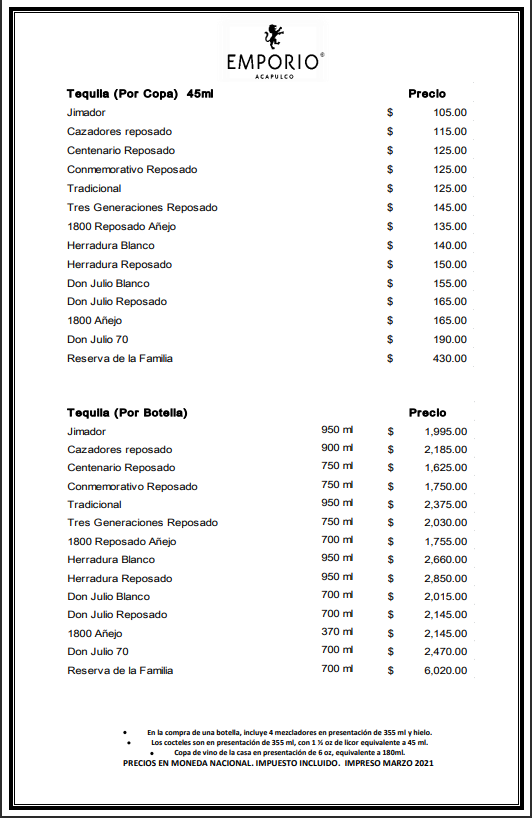 EMPORIO®
ACAPULCO
Tequila (Por Copa) 45ml Precio
Jimador $ 105.00
Cazadores reposado $ 115.00
Centenario Reposado $ 125.00
Conmemorativo Reposado $ 125.00
Tradicional $ 125.00
Tres Generaciones Reposado $ 145.00
1800 Reposado Añejo $ 135.00
Herradura Blanco $ 140.00
Herradura Reposado $ 150.00
Don Julio Blanco $ 155.00
Don Julio Reposado $ 165.00
1800 Añejo $ 165.00
Don Julio 70 $ 190.00
Reserva de la Familia $ 430.00
Tequila (Por Botella) Precio
Jimador 950 ml $ 1,995.00
Cazadores reposado 900 ml $ 2,185.00
Centenario Reposado 750 ml $ 1,625.00
Conmemorativo Reposado 750 ml $ 1,750.00
Tradicional 950 ml $ 2,375.00
Tres Generaciones Reposado 750 ml $ 2,030.00
1800 Reposado Añejo 700 ml $ 1,755.00
Herradura Blanco 950 ml $ 2,660.00
Herradura Reposado 950 ml $ 2,850.00
Don Julio Blanco 700 ml $ 2,015.00
Don Julio Reposado 700 ml $ 2,145.00
1800 Añejo 370 ml $ 2,145.00
Don Julio 70 700 ml $ 2,470.00
Reserva de la Familia 700 ml $ 6,020.00
• En la compra de una botella, incluye 4 mezcladores en presentación de 355 ml y hielo.
• Los cocteles son en presentación de 355 ml, con 1 ½ oz de licor equivalente a 45 ml.
• Copa de vino de la casa en presentación de 6 oz, equivalente a 180ml.
PRECIOS EN MONEDA NACIONAL. IMPUESTO INCLUIDO. IMPRESO MARZO 2021